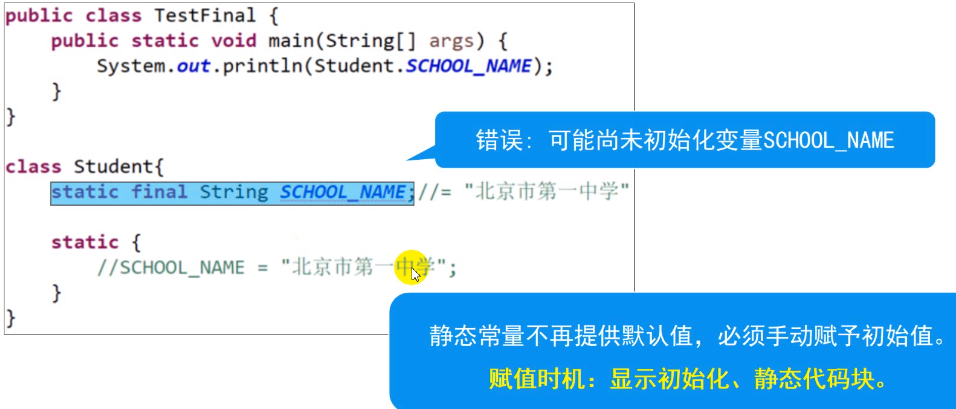 public class TestFinal {
public static void main(String[] args) {
System.out.println(Student.SCHOOL_NAME);
}
}
错误：可能尚未初始化变量SCHOOL_NAME
class Student{
static final String SCHOOL_NAME;//= "北京市第一中学"
static {
//SCHOOL_NAME = "北京市第一中学";
}
}
静态常量不再提供默认值，必须手动赋予初始值。
赋值时机：显示初始化、静态代码块。